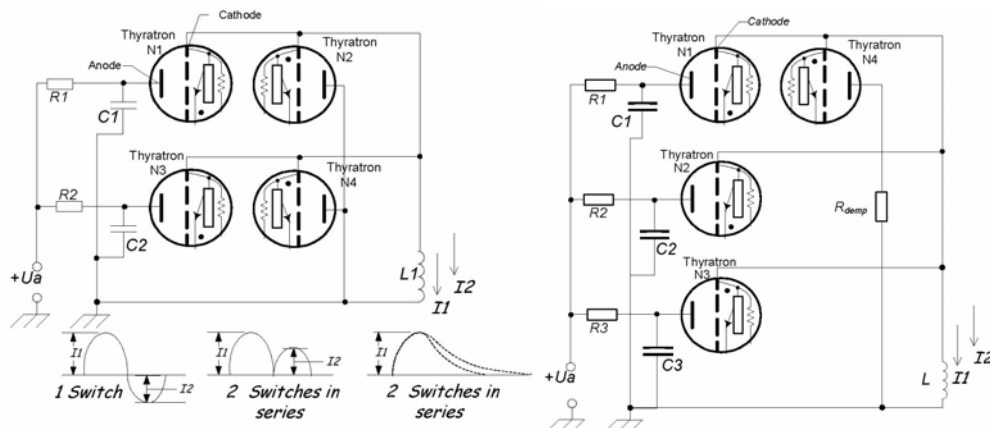 Cathode
Thyratron
N1
Thyratron
N2
Anode
R1
C1
Thyratron
N3
Thyratron
N4
R2
C2
+Ua
L1
I1
I2
I1
I2
1 Switch
I1
I2
2 Switches in
series
I1
2 Switches in
series
Cathode
Thyratron
N1
Thyratron
N4
Anode
R1
C1
Thyratron
N2
R2
C2
Rdemp
Thyratron
N3
R3
C3
+Ua
L
I1
I2